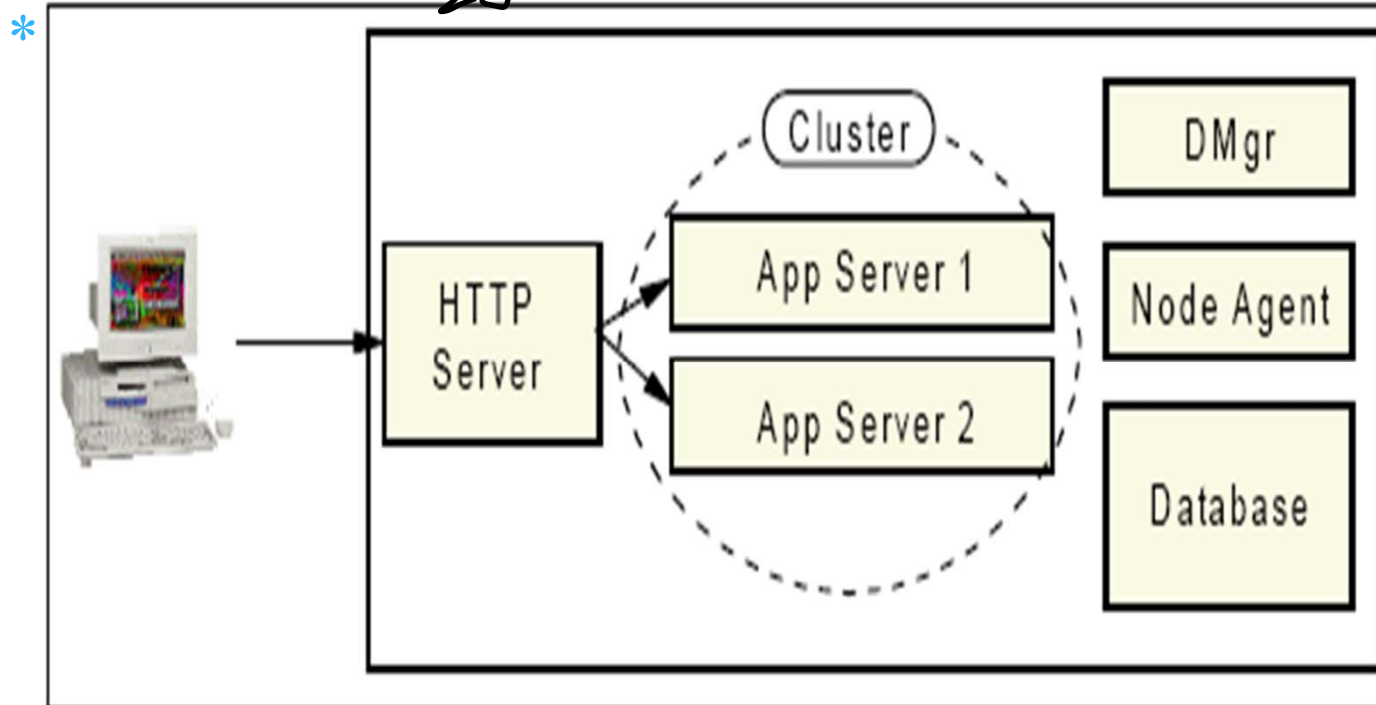 *
Cluster
DMgr
HTTP
Server
App Server 1
App Server 2
Node Agent
Database